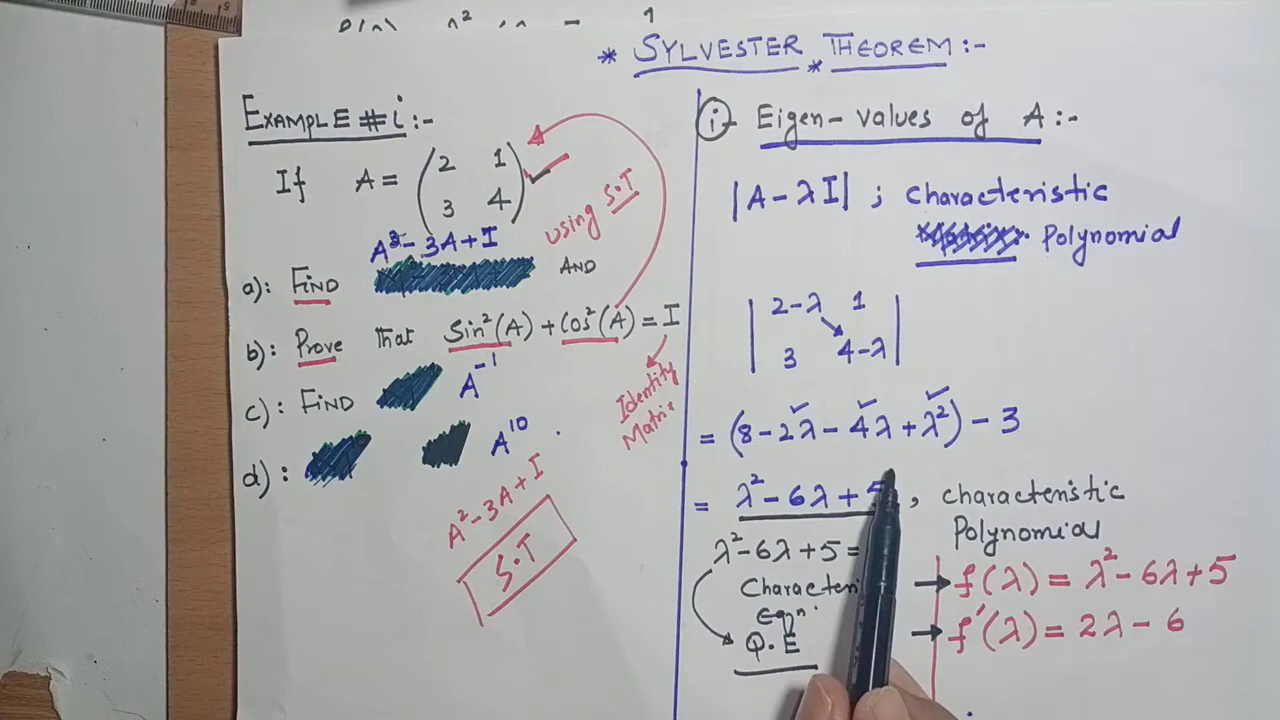 * SYLVESTER * THEOREM:-
EXAMPLE #i:-
If A = (2 1
3 4)
using S.T
A²- 3A+I
a): FIND AND
b): PROVE that Sin²(A) + Cos²(A) = I
Identity
Matrix
c): FIND A⁻¹
d): A¹⁰ .
A²-3A+I
S.T
i- Eigen-values of A:-
|A-λI| ; Characteristic
Polynomial
|2-λ 1
3 4-λ|
= (8-2λ-4λ+λ²)-3
= λ²-6λ+5, characteristic
Polynomial
λ²-6λ+5=
Eqn.
Q.E
→ f(λ) = λ²-6λ+5
→ f'(λ) = 2λ-6